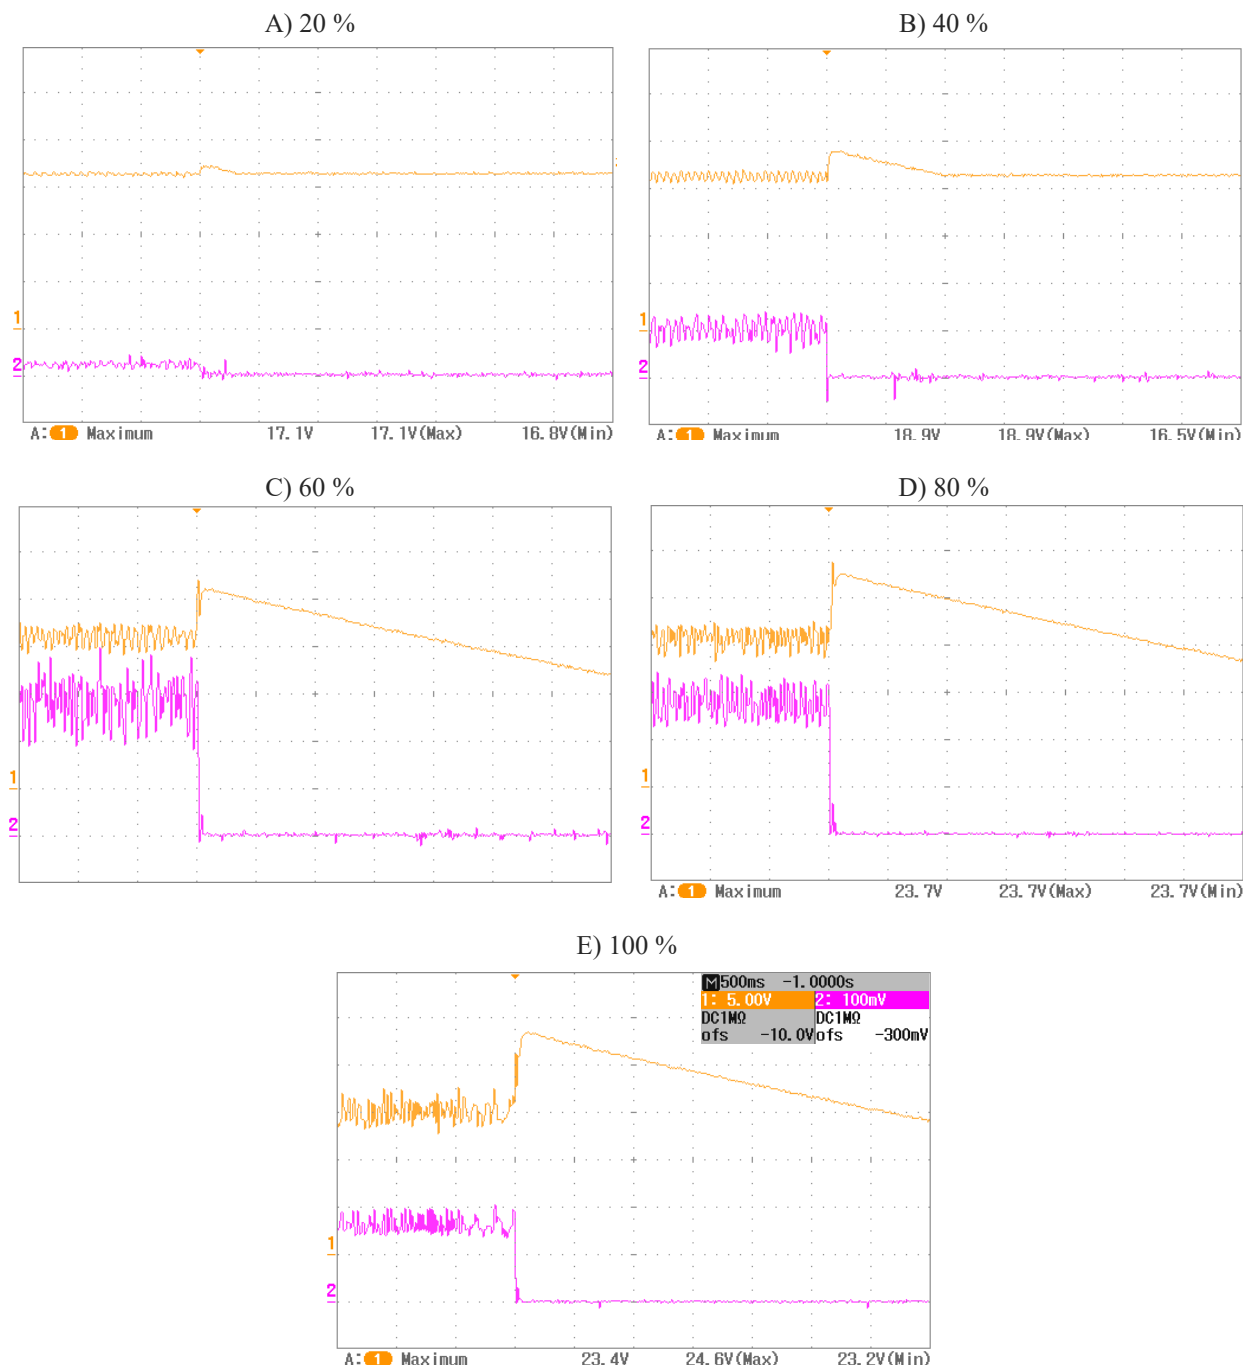 A) 20 %
B) 40 %
1
2
A: 1 Maximum 17.1V 17.1V(Max) 16.8V(Min)
1
2
A: 1 Maximum 18.9V 18.9V(Max) 16.5V(Min)
C) 60 %
D) 80 %
1
2
1
2
A: 1 Maximum 23.7V 23.7V(Max) 23.7V(Min)
E) 100 %
M 500ms -1.0000s
1: 5.00V 2: 100mV
DC1MΩ DC1MΩ
ofs -10.0V ofs -300mV
1
2
A: 1 Maximum 23.4V 24.6V(Max) 23.2V(Min)